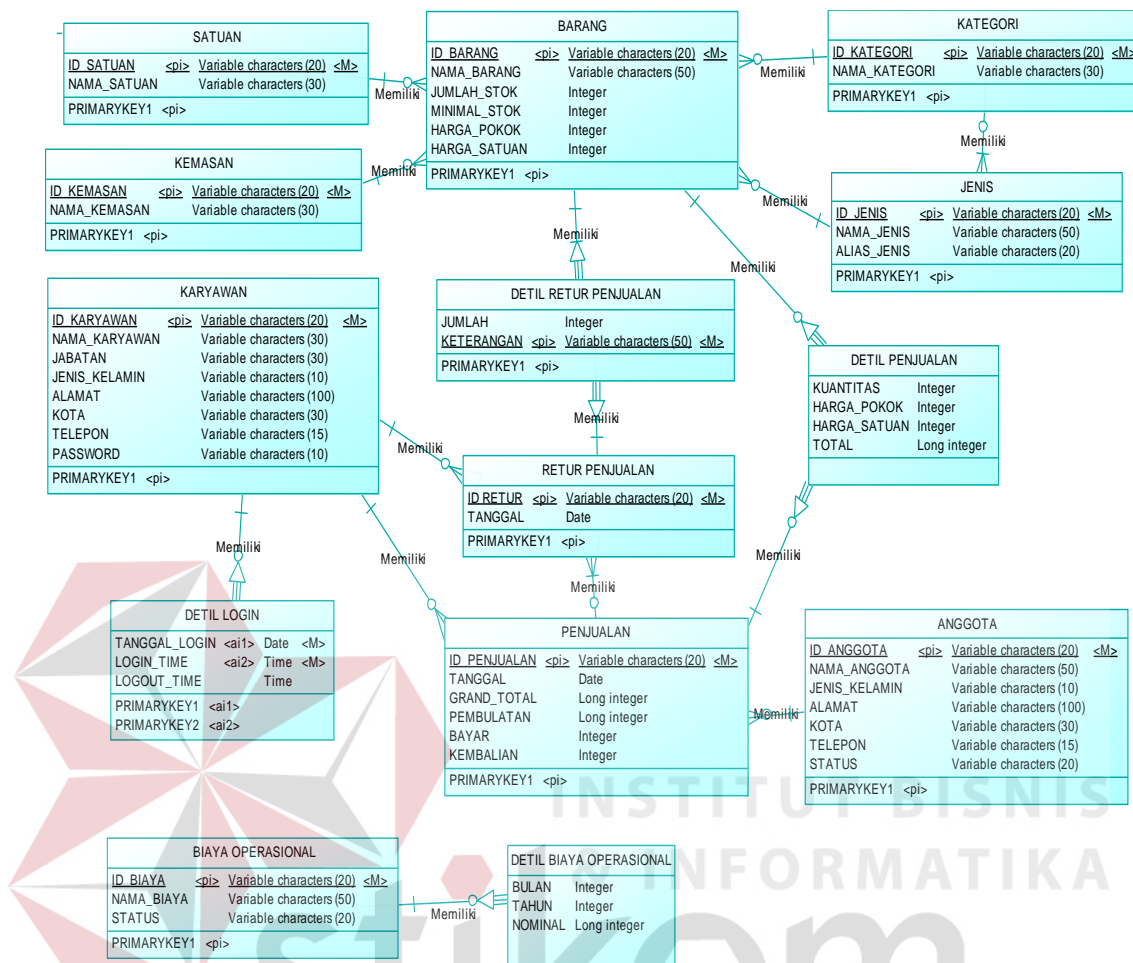 SATUAN
ID_SATUAN <pi> Variable characters (20) <M>
NAMA_SATUAN Variable characters (30)
PRIMARYKEY1 <pi>
BARANG
ID_BARANG <pi> Variable characters (20) <M>
NAMA_BARANG Variable characters (50)
JUMLAH_STOK Integer
MINIMAL_STOK Integer
HARGA_POKOK Integer
HARGA_SATUAN Integer
PRIMARYKEY1 <pi>
KATEGORI
ID_KATEGORI <pi> Variable characters (20) <M>
NAMA_KATEGORI Variable characters (30)
PRIMARYKEY1 <pi>
Memiliki
Memiliki
Memiliki
Memiliki
Memiliki
KEMASAN
ID_KEMASAN <pi> Variable characters (20) <M>
NAMA_KEMASAN Variable characters (30)
PRIMARYKEY1 <pi>
JENIS
ID_JENIS <pi> Variable characters (20) <M>
NAMA_JENIS Variable characters (50)
ALIAS_JENIS Variable characters (20)
PRIMARYKEY1 <pi>
Memiliki
Memiliki
KARYAWAN
ID_KARYAWAN <pi> Variable characters (20) <M>
NAMA_KARYAWAN Variable characters (30)
JABATAN Variable characters (30)
JENIS_KELAMIN Variable characters (10)
ALAMAT Variable characters (100)
KOTA Variable characters (30)
TELEPON Variable characters (15)
PASSWORD Variable characters (10)
PRIMARYKEY1 <pi>
DETIL RETUR PENJUALAN
JUMLAH Integer
KETERANGAN <pi> Variable characters (50) <M>
PRIMARYKEY1 <pi>
DETIL PENJUALAN
KUANTITAS Integer
HARGA_POKOK Integer
HARGA_SATUAN Integer
TOTAL Long integer
Memiliki
Memiliki
RETUR PENJUALAN
ID RETUR <pi> Variable characters (20) <M>
TANGGAL Date
PRIMARYKEY1 <pi>
Memiliki
Memiliki
Memiliki
Memiliki
DETIL LOGIN
TANGGAL_LOGIN <ai1> Date <M>
LOGIN_TIME <ai2> Time <M>
LOGOUT_TIME Time
PRIMARYKEY1 <ai1>
PRIMARYKEY2 <ai2>
PENJUALAN
ID_PENJUALAN <pi> Variable characters (20) <M>
TANGGAL Date
GRAND_TOTAL Long integer
PEMBULATAN Long integer
BAYAR Integer
KEMBALIAN Integer
PRIMARYKEY1 <pi>
Memiliki
ANGGOTA
ID_ANGGOTA <pi> Variable characters (20) <M>
NAMA_ANGGOTA Variable characters (50)
JENIS_KELAMIN Variable characters (10)
ALAMAT Variable characters (100)
KOTA Variable characters (30)
TELEPON Variable characters (15)
STATUS Variable characters (20)
PRIMARYKEY1 <pi>
INSTITUT BISNIS
& INFORMATIKA
stikom
BIAYA OPERASIONAL
ID_BIAYA <pi> Variable characters (20) <M>
NAMA_BIAYA Variable characters (50)
STATUS Variable characters (20)
PRIMARYKEY1 <pi>
Memiliki
DETIL BIAYA OPERASIONAL
BULAN Integer
TAHUN Integer
NOMINAL Long integer